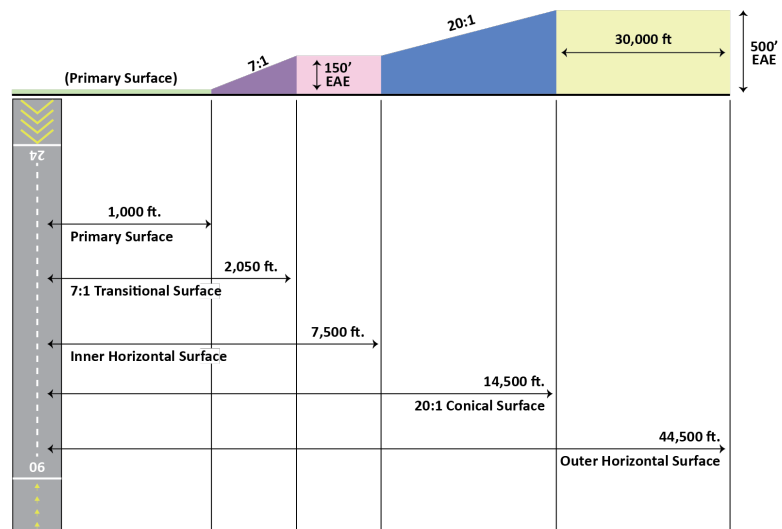 20:1
7:1
30,000 ft
500'
EAE
150'
EAE
(Primary Surface)
24
1,000 ft.
Primary Surface
2,050 ft.
7:1 Transitional Surface
7,500 ft.
Inner Horizontal Surface
14,500 ft.
20:1 Conical Surface
44,500 ft.
Outer Horizontal Surface
06